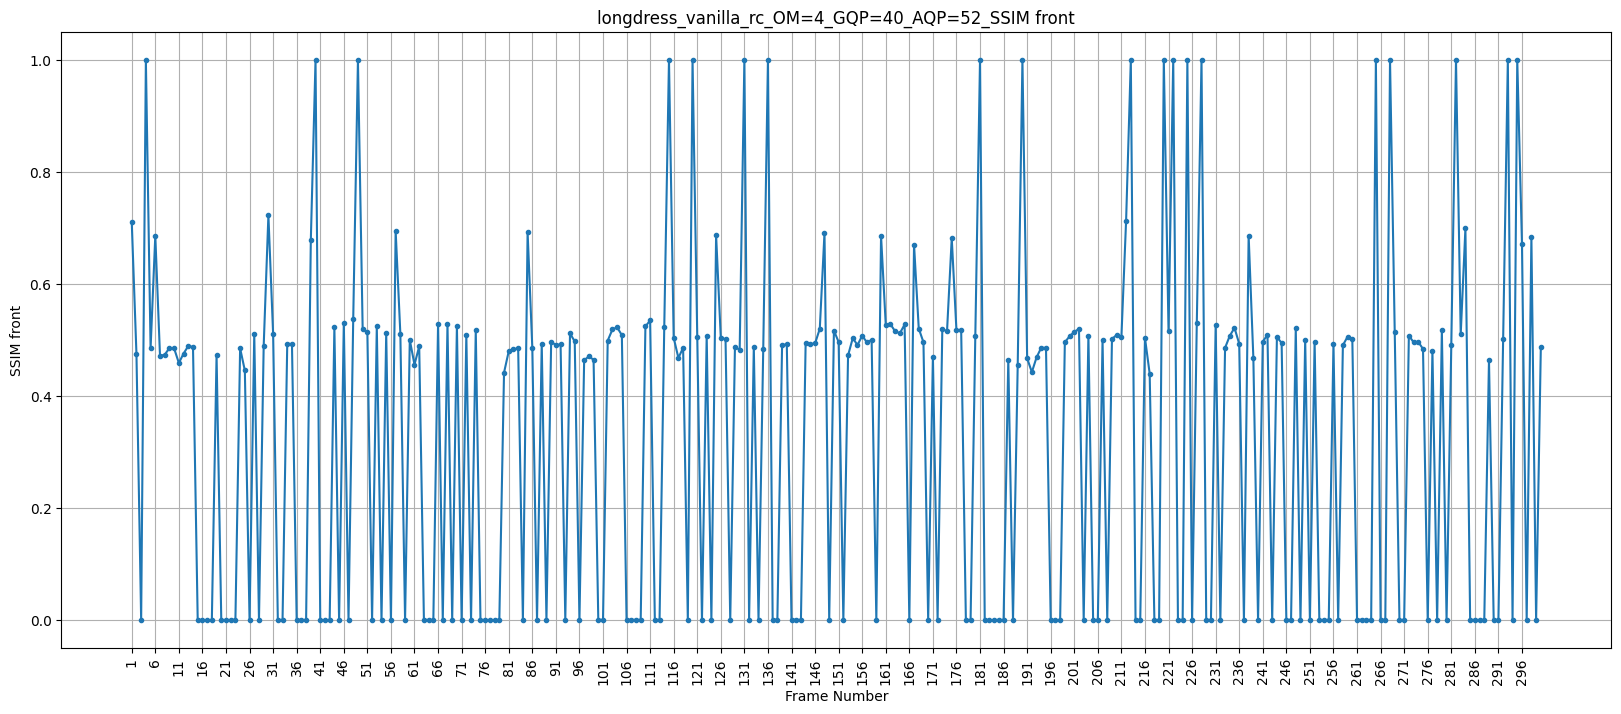 longdress_vanilla_rc_OM=4_GQP=40_AQP=52_SSIM front
SSIM front
1.0
0.8
0.6
0.4
0.2
0.0
1 6 11 16 21 26 31 36 41 46 51 56 61 66 71 76 81 86 91 96 101 106 111 116 121 126 131 136 141 146 151 156 161 166 171 176 181 186 191 196 201 206 211 216 221 226 231 236 241 246 251 256 261 266 271 276 281 286 291 296
Frame Number